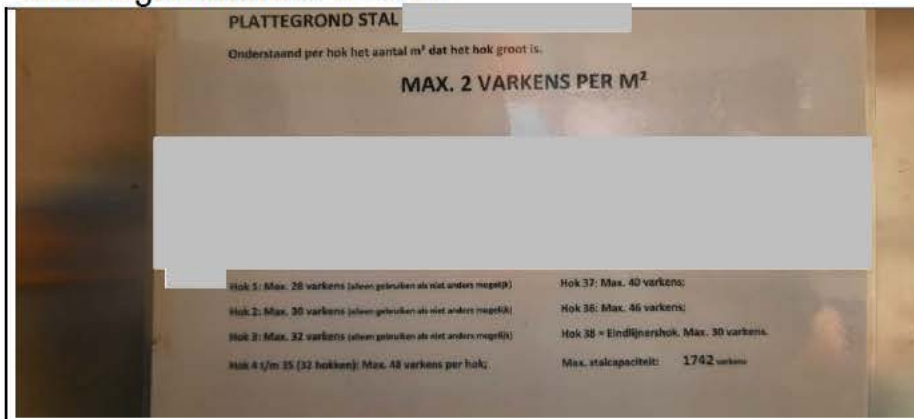 PLATTEGROND STAL
Onderstaand per hok het aantal m² dat het hok groot is.
MAX. 2 VARKENS PER M²
Hok 1: Max. 28 varkens (alleen gebruiken als niet anders mogelijk)
Hok 2: Max. 30 varkens (alleen gebruiken als niet anders mogelijk)
Hok 3: Max. 32 varkens (alleen gebruiken als niet anders mogelijk)
Hok 4 t/m 35 (32 hokken): Max. 48 varkens per hok;
Hok 37: Max. 40 varkens;
Hok 36: Max. 46 varkens;
Hok 38 = Eindlijnershok. Max. 30 varkens.
Max. stalcapaciteit: 1742 varkens